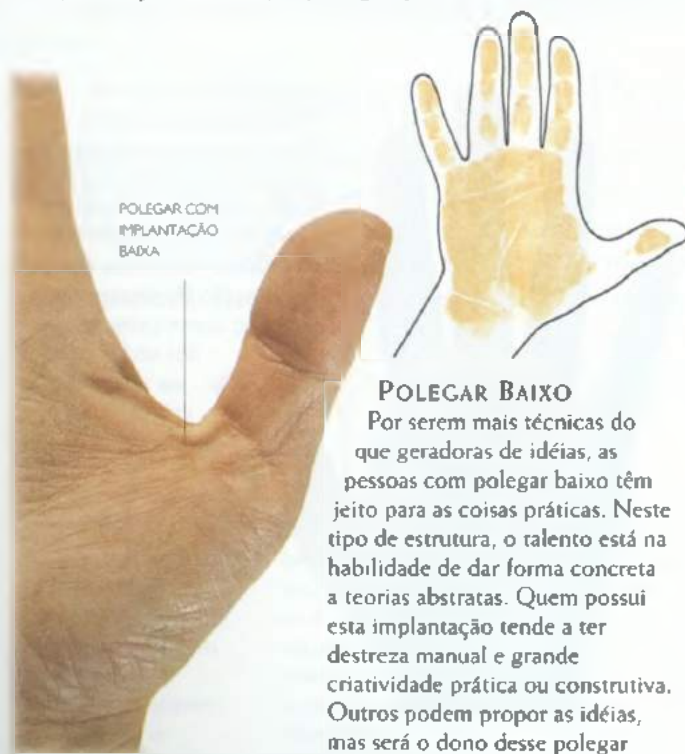 POLEGAR COM
IMPLANTAÇÃO
BAIXA
POLEGAR BAIXO
Por serem mais técnicas do
que geradoras de idéias, as
pessoas com polegar baixo têm
jeito para as coisas práticas. Neste
tipo de estrutura, o talento está na
habilidade de dar forma concreta
a teorias abstratas. Quem possui
esta implantação tende a ter
destreza manual e grande
criatividade prática ou construtiva.
Outros podem propor as idéias,
mas será o dono desse polegar